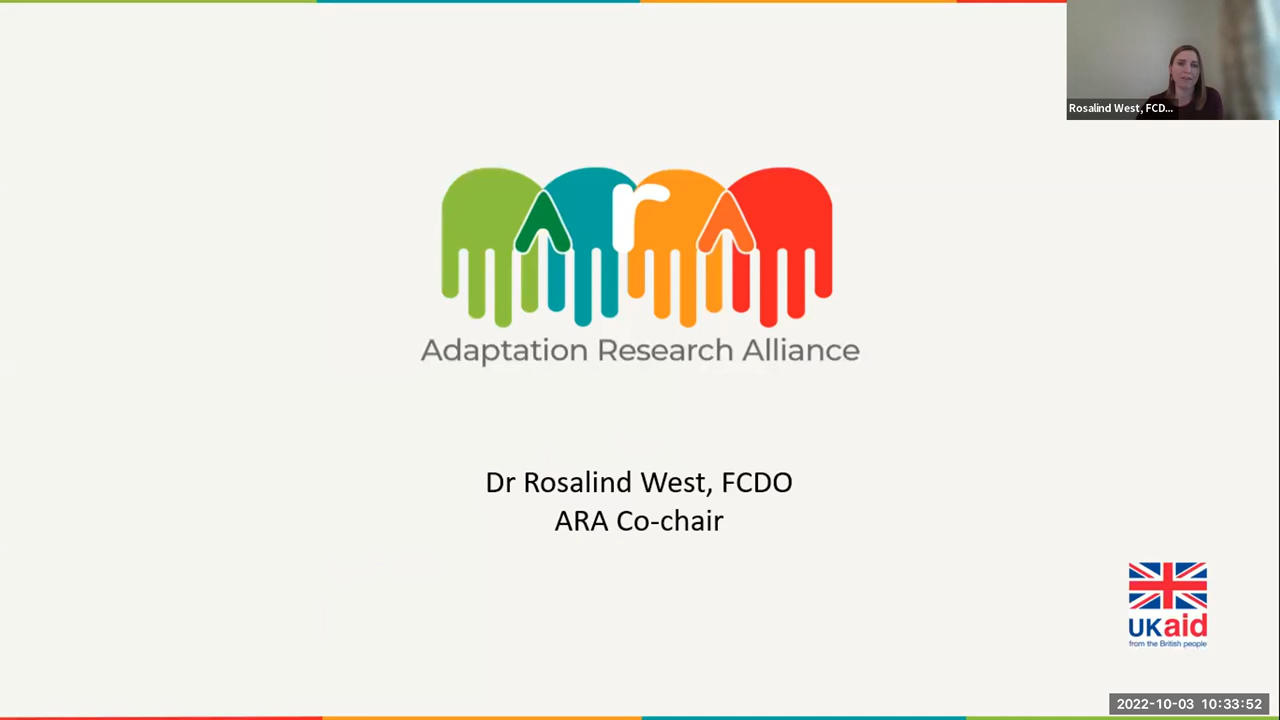 Rosalind West, FCD...
ArA
Adaptation Research Alliance
Dr Rosalind West, FCDO
ARA Co-chair
UKaid
from the British people
2022-10-03 10:33:52